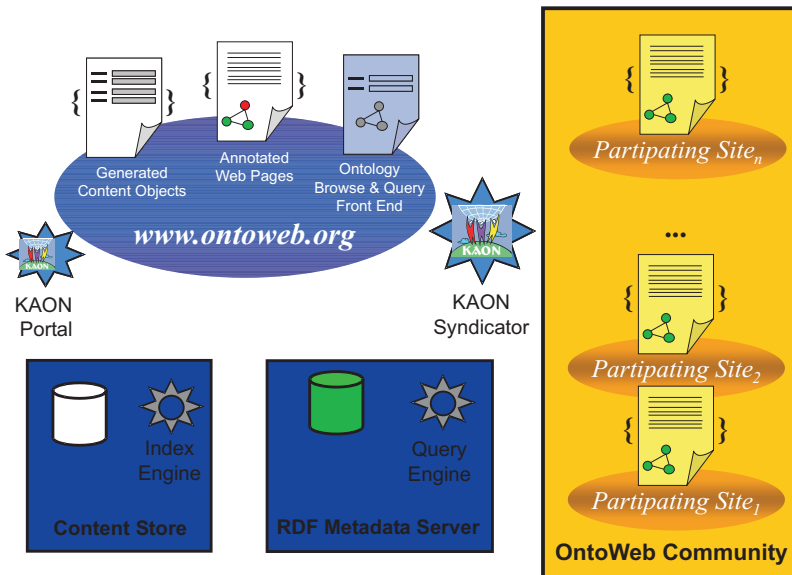 Generated
Content Objects
Annotated
Web Pages
Ontology
Browse & Query
Front End
www.ontoweb.org
KAON
KAON
Portal
KAON
KAON
Syndicator
Index
Engine
Content Store
Query
Engine
RDF Metadata Server
{ }
{ }
{ }
Partipating Siten
...
{ }
Partipating Site2
{ }
Partipating Site1
OntoWeb Community